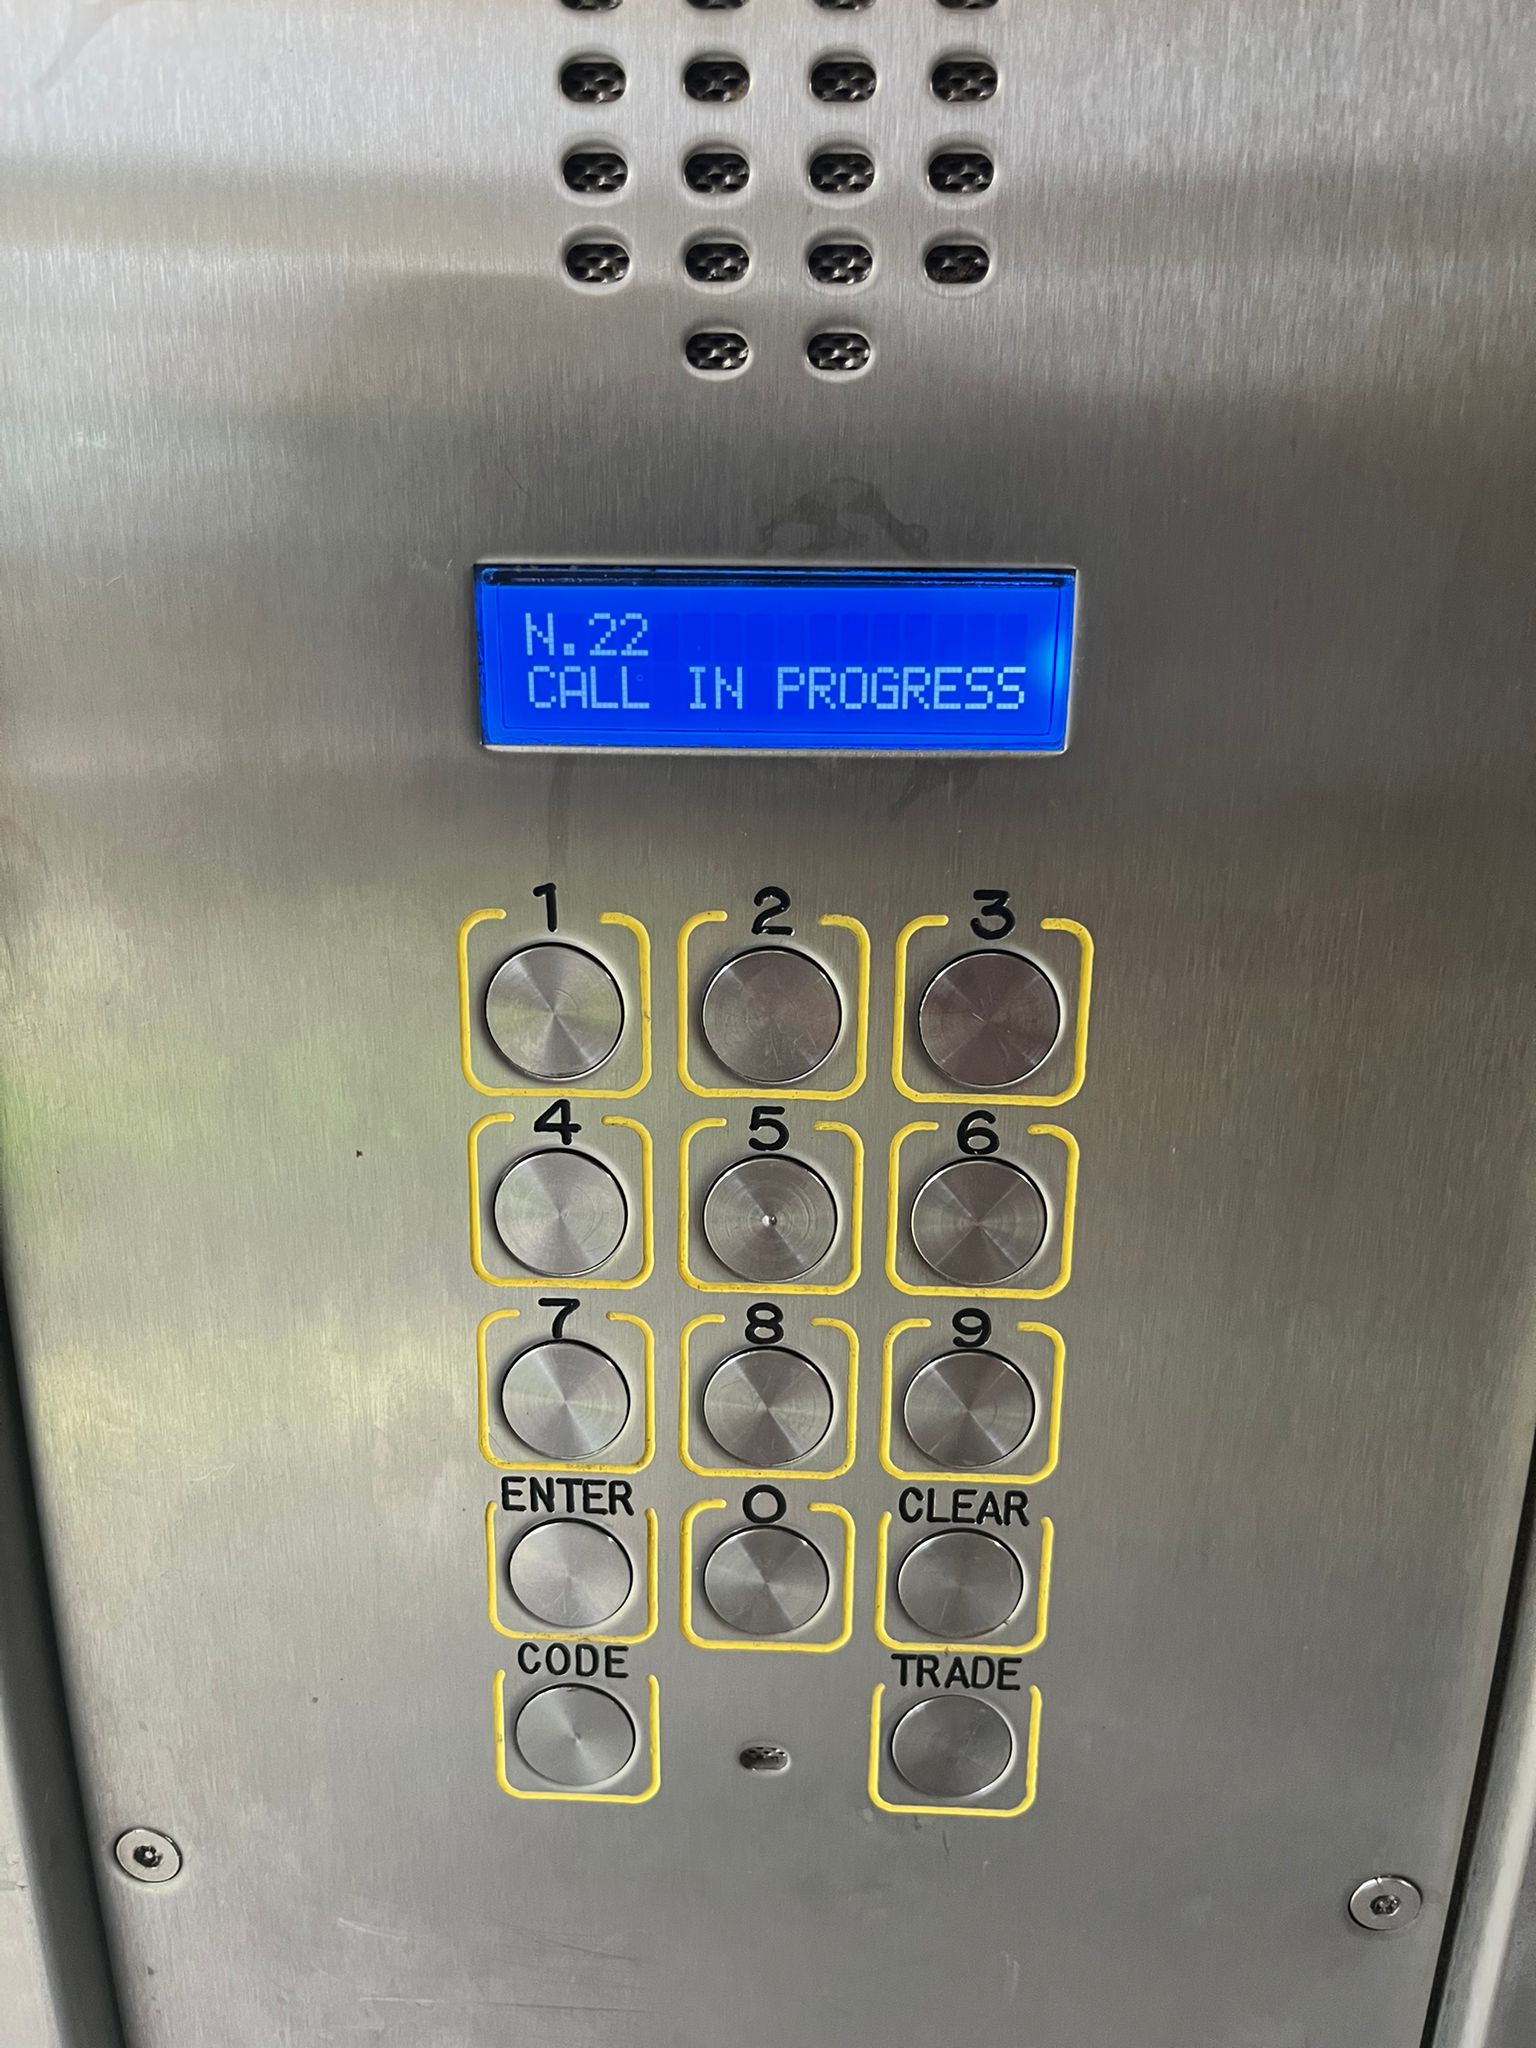 N.22
CALL IN PROGRESS
1 2 3
4 5 6
7 8 9
ENTER 0 CLEAR
CODE TRADE